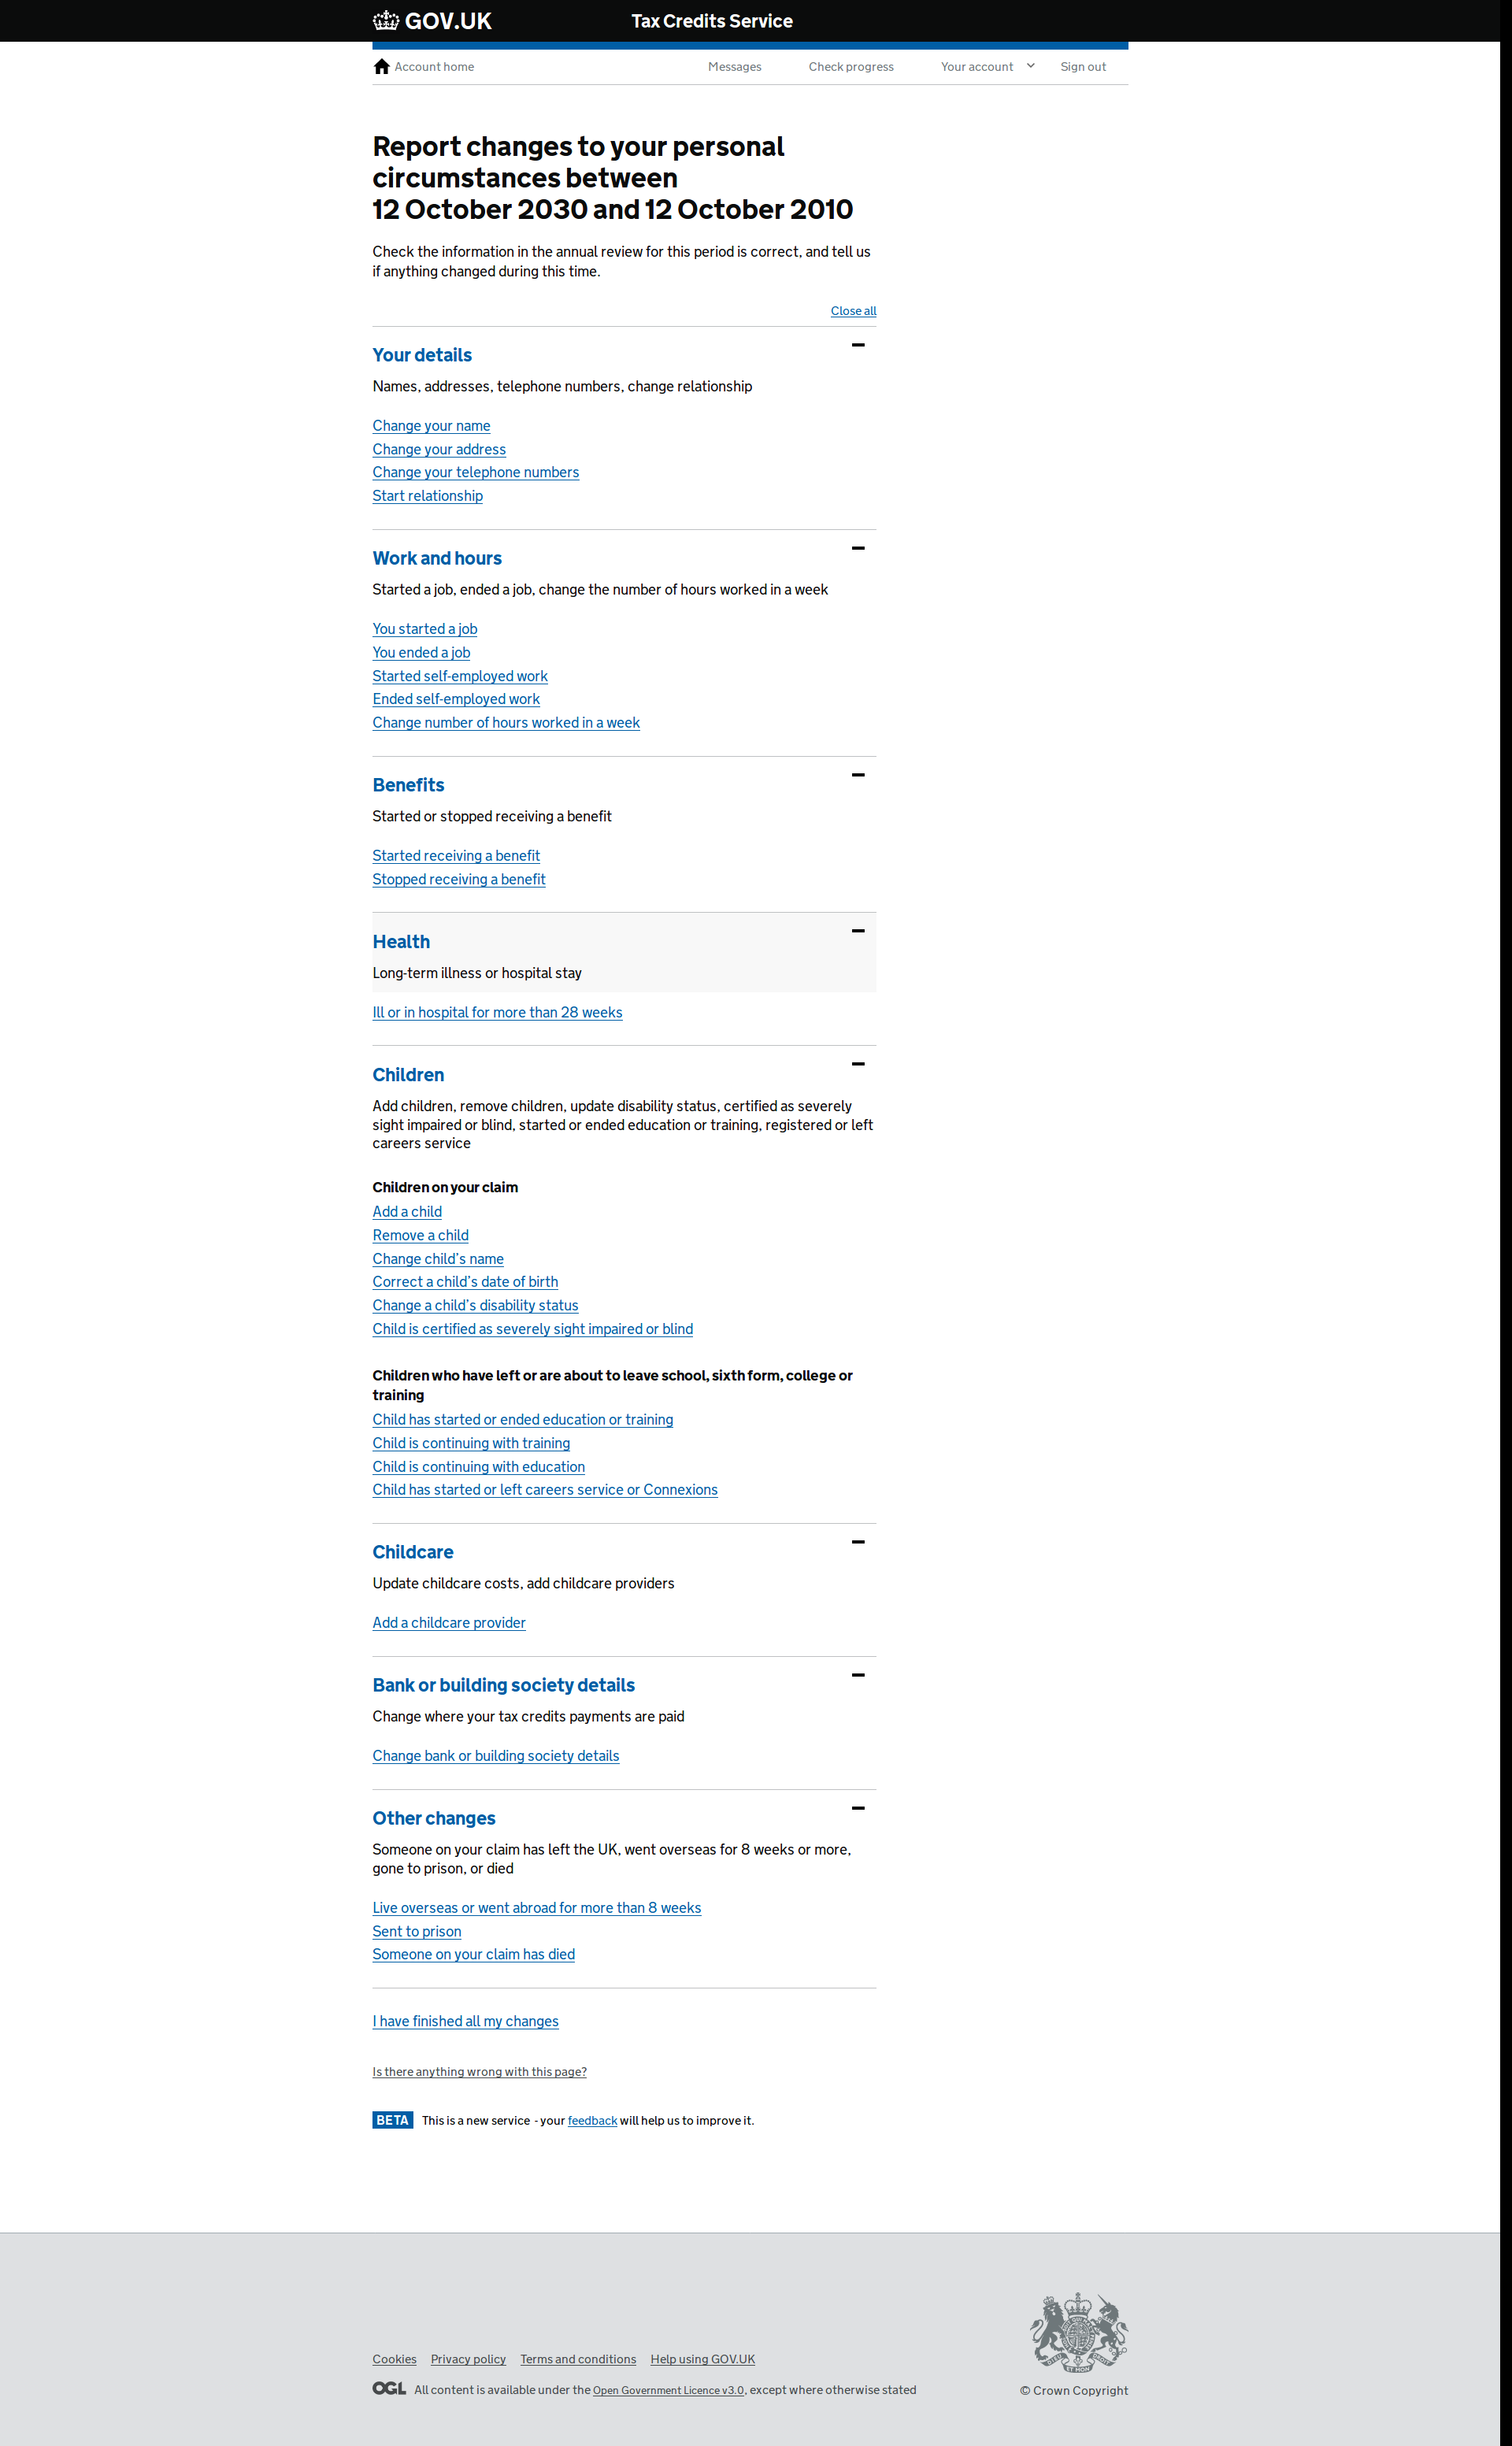 GOV.UK
Tax Credits Service
Account home
Messages
Check progress
Your account
Sign out
Report changes to your personal
circumstances between
12 October 2030 and 12 October 2010
Check the information in the annual review for this period is correct, and tell us
if anything changed during this time.
Close all
Your details
Names, addresses, telephone numbers, change relationship
Change your name
Change your address
Change your telephone numbers
Start relationship
Work and hours
Started a job, ended a job, change the number of hours worked in a week
You started a job
You ended a job
Started self-employed work
Ended self-employed work
Change number of hours worked in a week
Benefits
Started or stopped receiving a benefit
Started receiving a benefit
Stopped receiving a benefit
Health
Long-term illness or hospital stay
Ill or in hospital for more than 28 weeks
Children
Add children, remove children, update disability status, certified as severely
sight impaired or blind, started or ended education or training, registered or left
careers service
Children on your claim
Add a child
Remove a child
Change child's name
Correct a child's date of birth
Change a child's disability status
Child is certified as severely sight impaired or blind
Children who have left or are about to leave school, sixth form, college or
training
Child has started or ended education or training
Child is continuing with training
Child is continuing with education
Child has started or left careers service or Connexions
Childcare
Update childcare costs, add childcare providers
Add a childcare provider
Bank or building society details
Change where your tax credits payments are paid
Change bank or building society details
Other changes
Someone on your claim has left the UK, went overseas for 8 weeks or more,
gone to prison, or died
Live overseas or went abroad for more than 8 weeks
Sent to prison
Someone on your claim has died
I have finished all my changes
Is there anything wrong with this page?
BETA This is a new service - your feedback will help us to improve it.
Cookies Privacy policy Terms and conditions Help using GOV.UK
OGL All content is available under the Open Government Licence v3.0, except where otherwise stated
© Crown Copyright